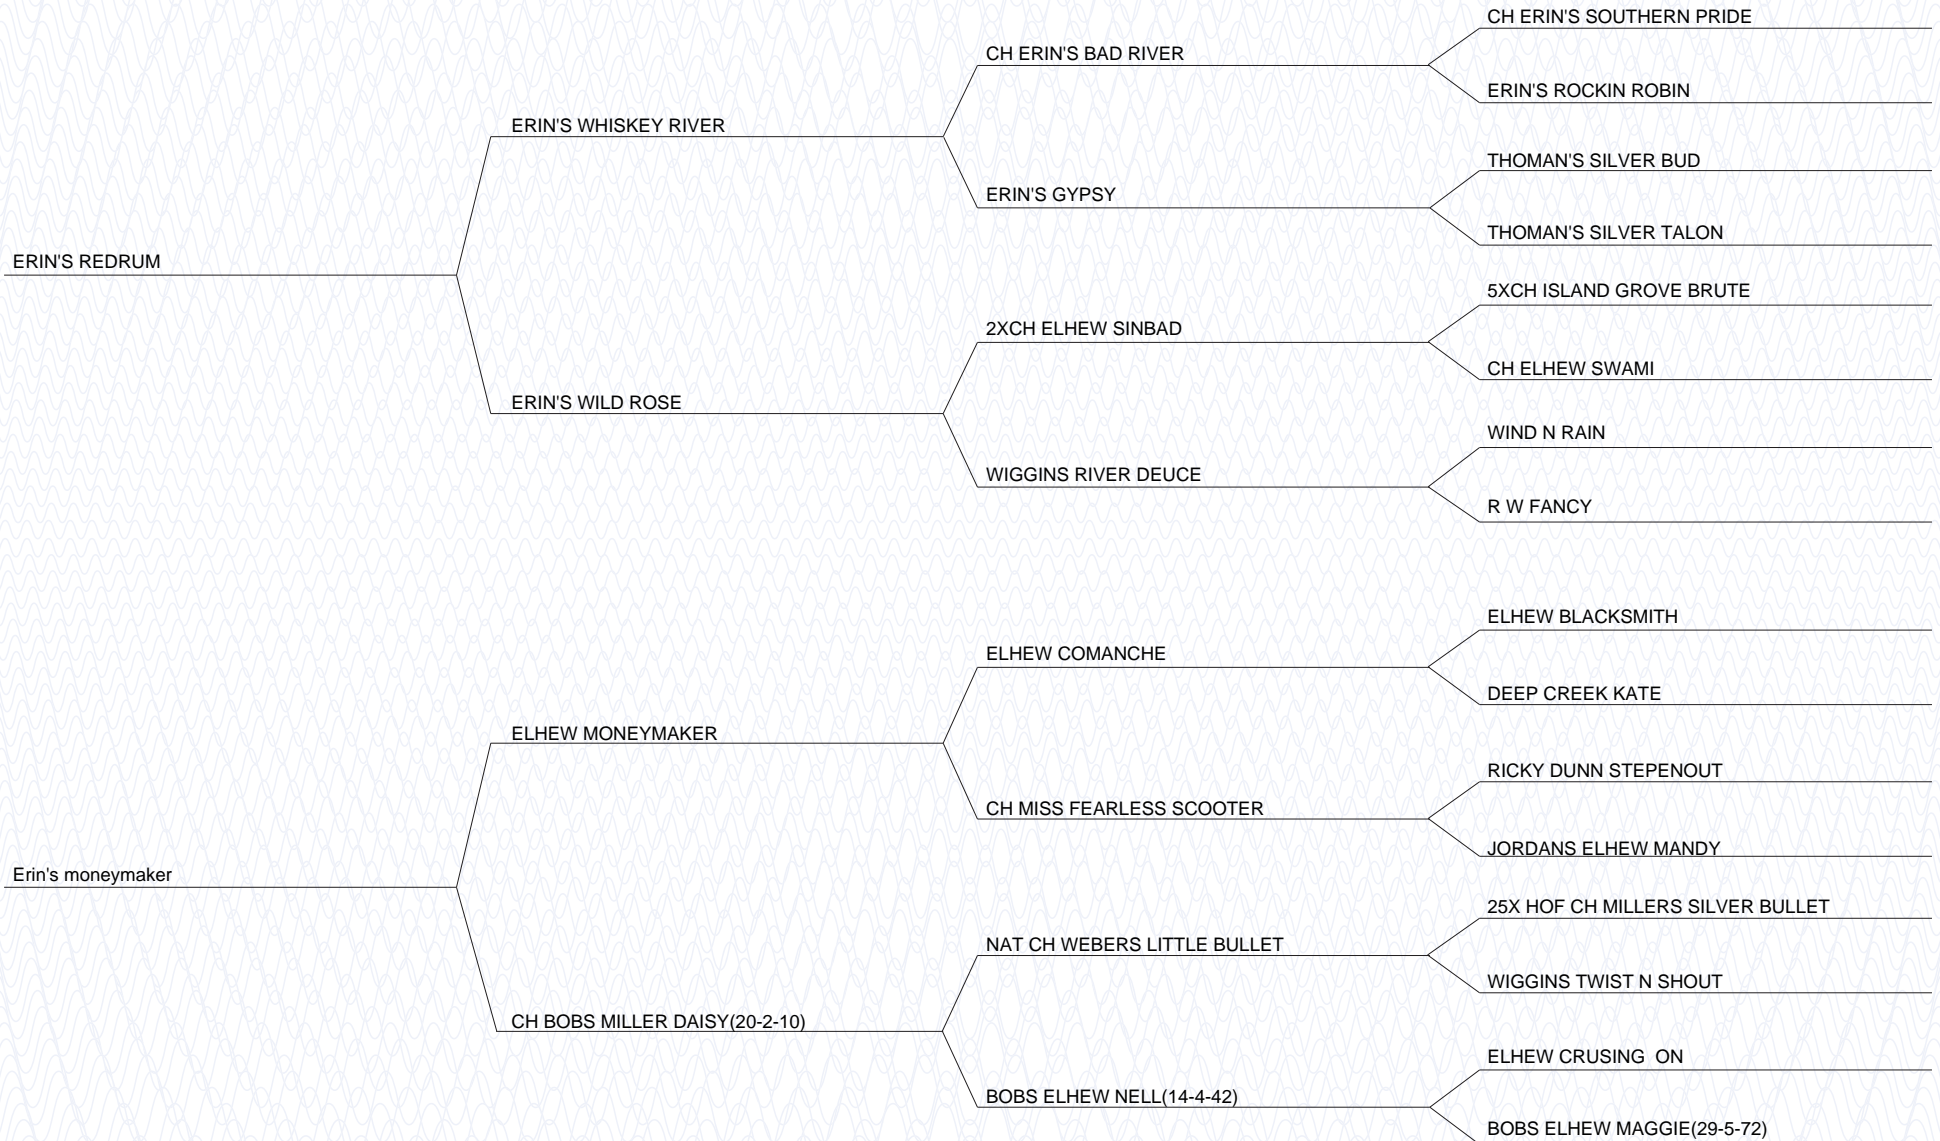 CH ERIN'S SOUTHERN PRIDE
CH ERIN'S BAD RIVER
ERIN'S ROCKIN ROBIN
ERIN'S WHISKEY RIVER
THOMAN'S SILVER BUD
ERIN'S GYPSY
THOMAN'S SILVER TALON
ERIN'S REDRUM
5XCH ISLAND GROVE BRUTE
2XCH ELHEW SINBAD
CH ELHEW SWAMI
ERIN'S WILD ROSE
WIND N RAIN
WIGGINS RIVER DEUCE
R W FANCY
ELHEW BLACKSMITH
ELHEW COMANCHE
DEEP CREEK KATE
ELHEW MONEYMAKER
RICKY DUNN STEPENOUT
CH MISS FEARLESS SCOOTER
JORDANS ELHEW MANDY
Erin's moneymaker
25X HOF CH MILLERS SILVER BULLET
NAT CH WEBERS LITTLE BULLET
WIGGINS TWIST N SHOUT
CH BOBS MILLER DAISY(20-2-10)
ELHEW CRUSING  ON
BOBS ELHEW NELL(14-4-42)
BOBS ELHEW MAGGIE(29-5-72)